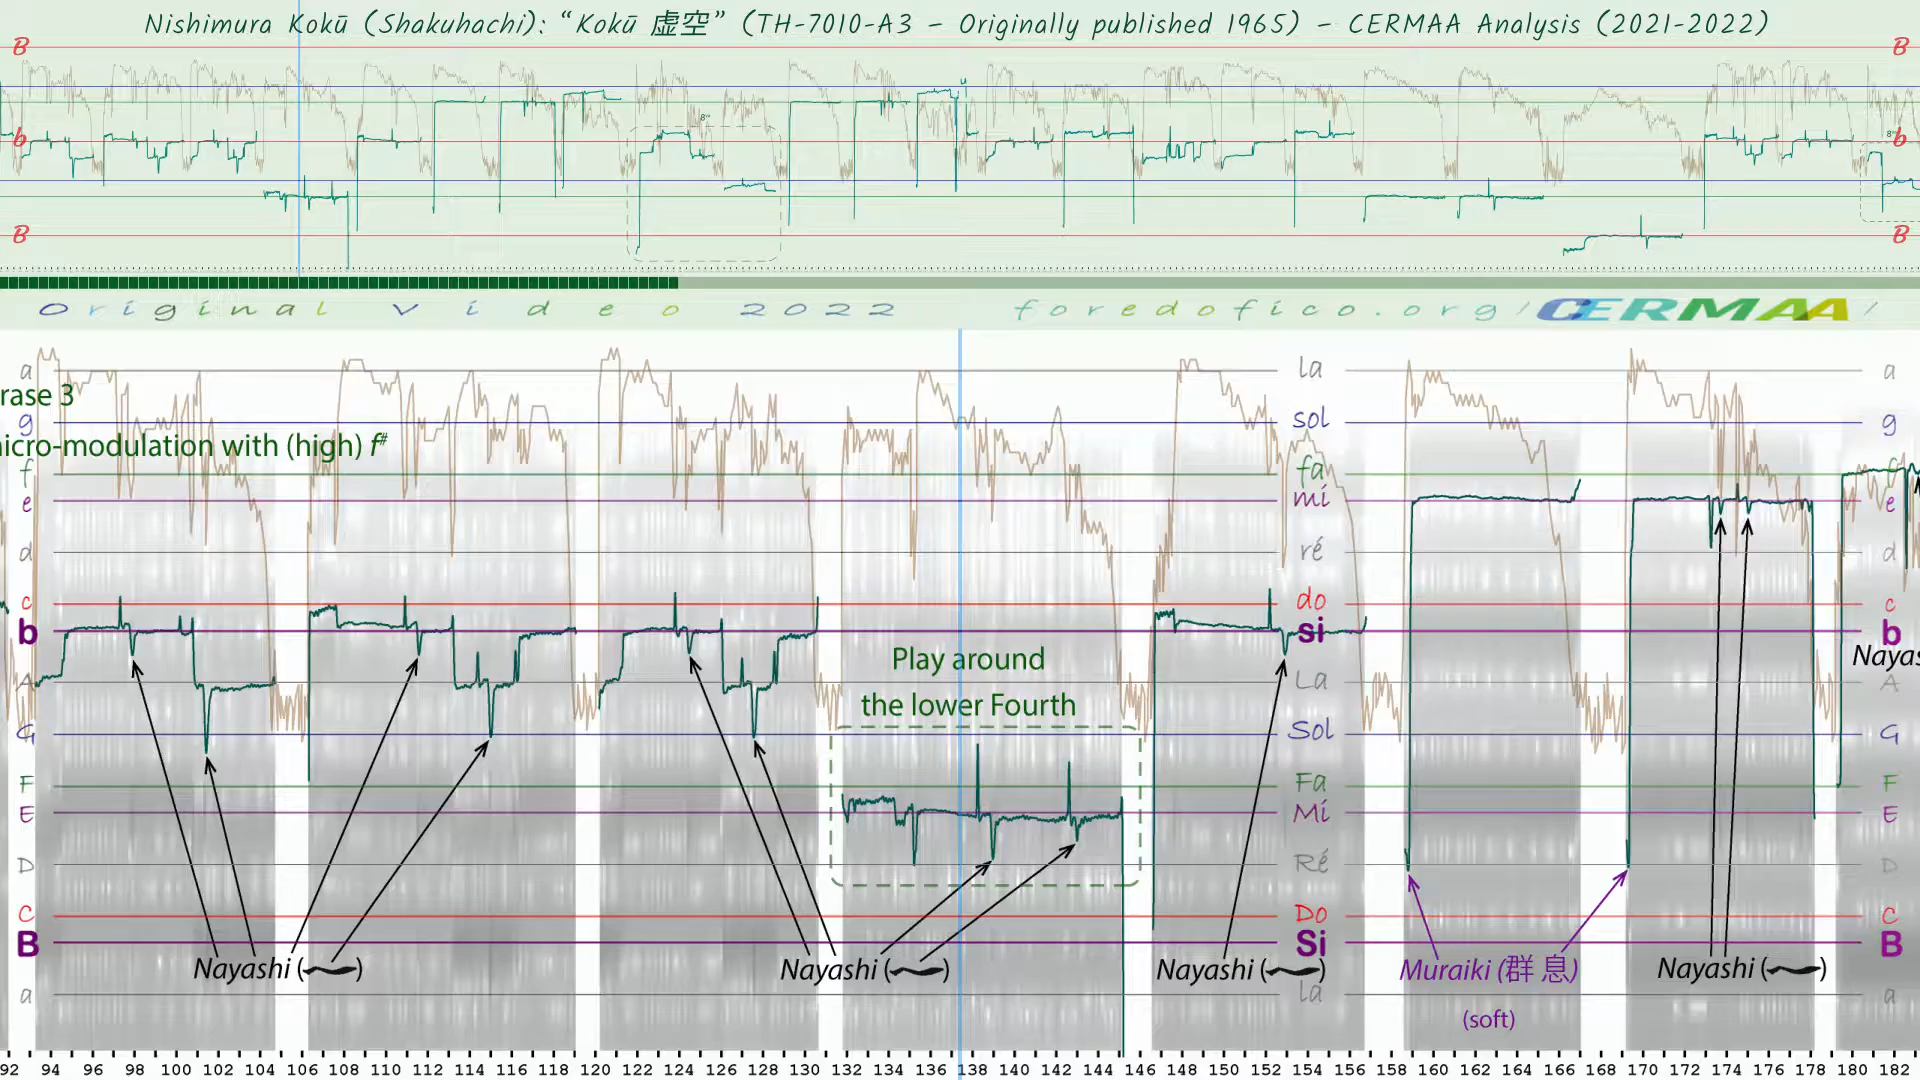 Nishimura Kokū (Shakuhachi): “Kokū 虚空” (TH-7010-A3 – Originally published 1965) – CERMAA Analysis (2021-2022)
B B
b 8" 8" b
B B
Original Video 2022 foredofico.org/CERMAA/
a la a
rase 3
g sol g
icro-modulation with (high) f#
f fa f
e mi e
d ré d
c do c
b si b
Play around
the lower Fourth
Nayas
A La A
G Sol G
F Fa F
E Mi E
D Ré D
C Do C
B Si B
Nayashi ( ) Nayashi ( ) Nayashi ( ) Muraiki (群息) Nayashi ( )
a la a
(soft)
92 94 96 98 100 102 104 106 108 110 112 114 116 118 120 122 124 126 128 130 132 134 136 138 140 142 144 146 148 150 152 154 156 158 160 162 164 166 168 170 172 174 176 178 180 182